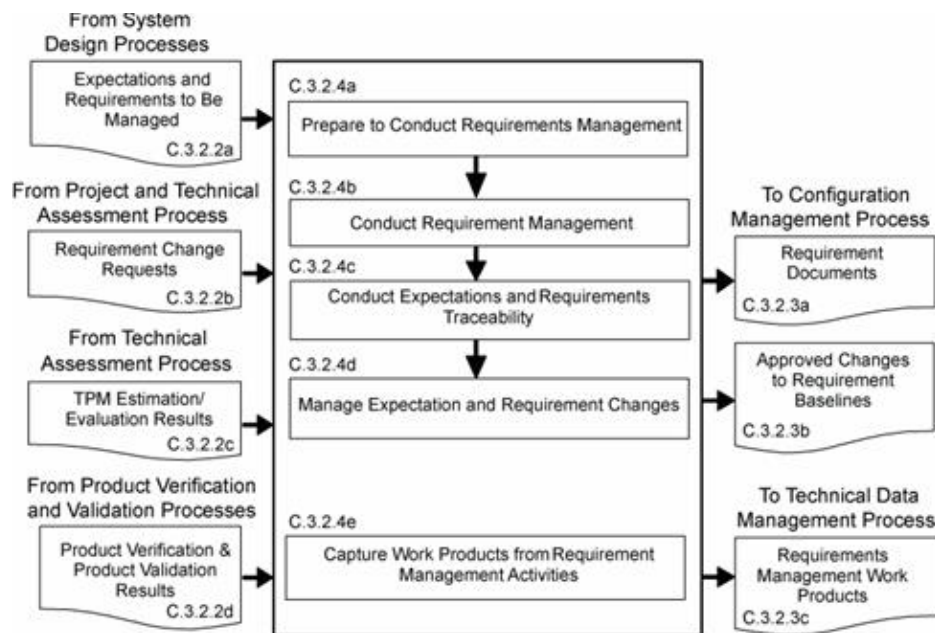 From System
Design Processes
Expectations and
Requirements to Be
Managed
C.3.2.2a
From Project and Technical
Assessment Process
Requirement Change
Requests
C.3.2.2b
From Technical
Assessment Process
TPM Estimation/
Evaluation Results
C.3.2.2c
From Product Verification
and Validation Processes
Product Verification &
Product Validation
Results
C.3.2.2d
C.3.2.4a
Prepare to Conduct Requirements Management
C.3.2.4b
Conduct Requirement Management
C.3.2.4c
Conduct Expectations and Requirements
Traceability
C.3.2.4d
Manage Expectation and Requirement Changes
C.3.2.4e
Capture Work Products from Requirement
Management Activities
To Configuration
Management Process
Requirement
Documents
C.3.2.3a
Approved Changes
to Requirement
Baselines
C.3.2.3b
To Technical Data
Management Process
Requirements
Management Work
Products
C.3.2.3c